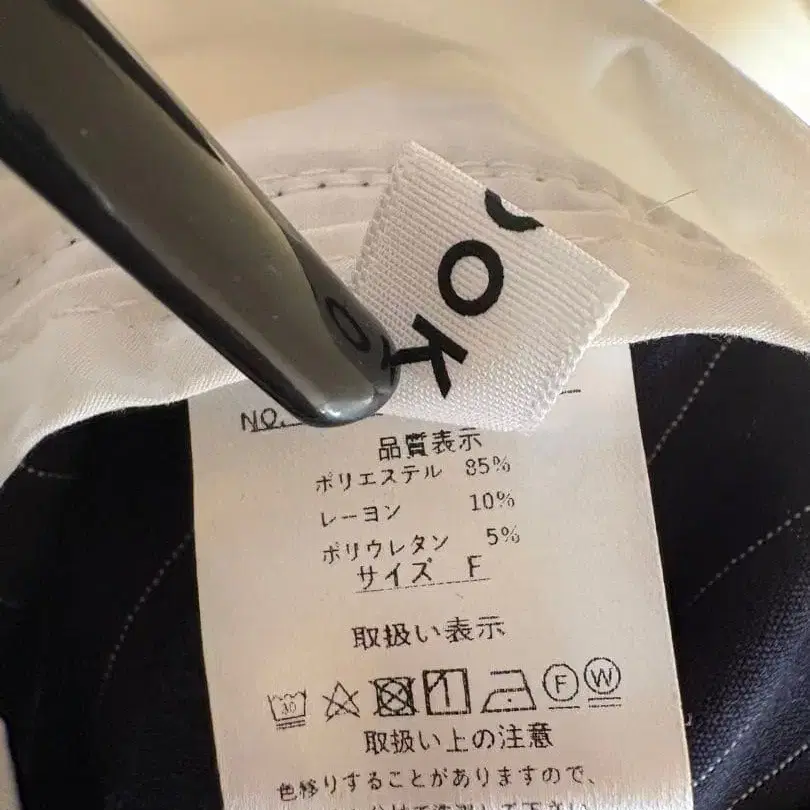 OK
NO.
品質表示
ポリエステル 85%
レーヨン 10%
ポリウレタン 5%
サイズ F
取扱い表示
40
F W
取扱い上の注意
色移りすることがありますので、